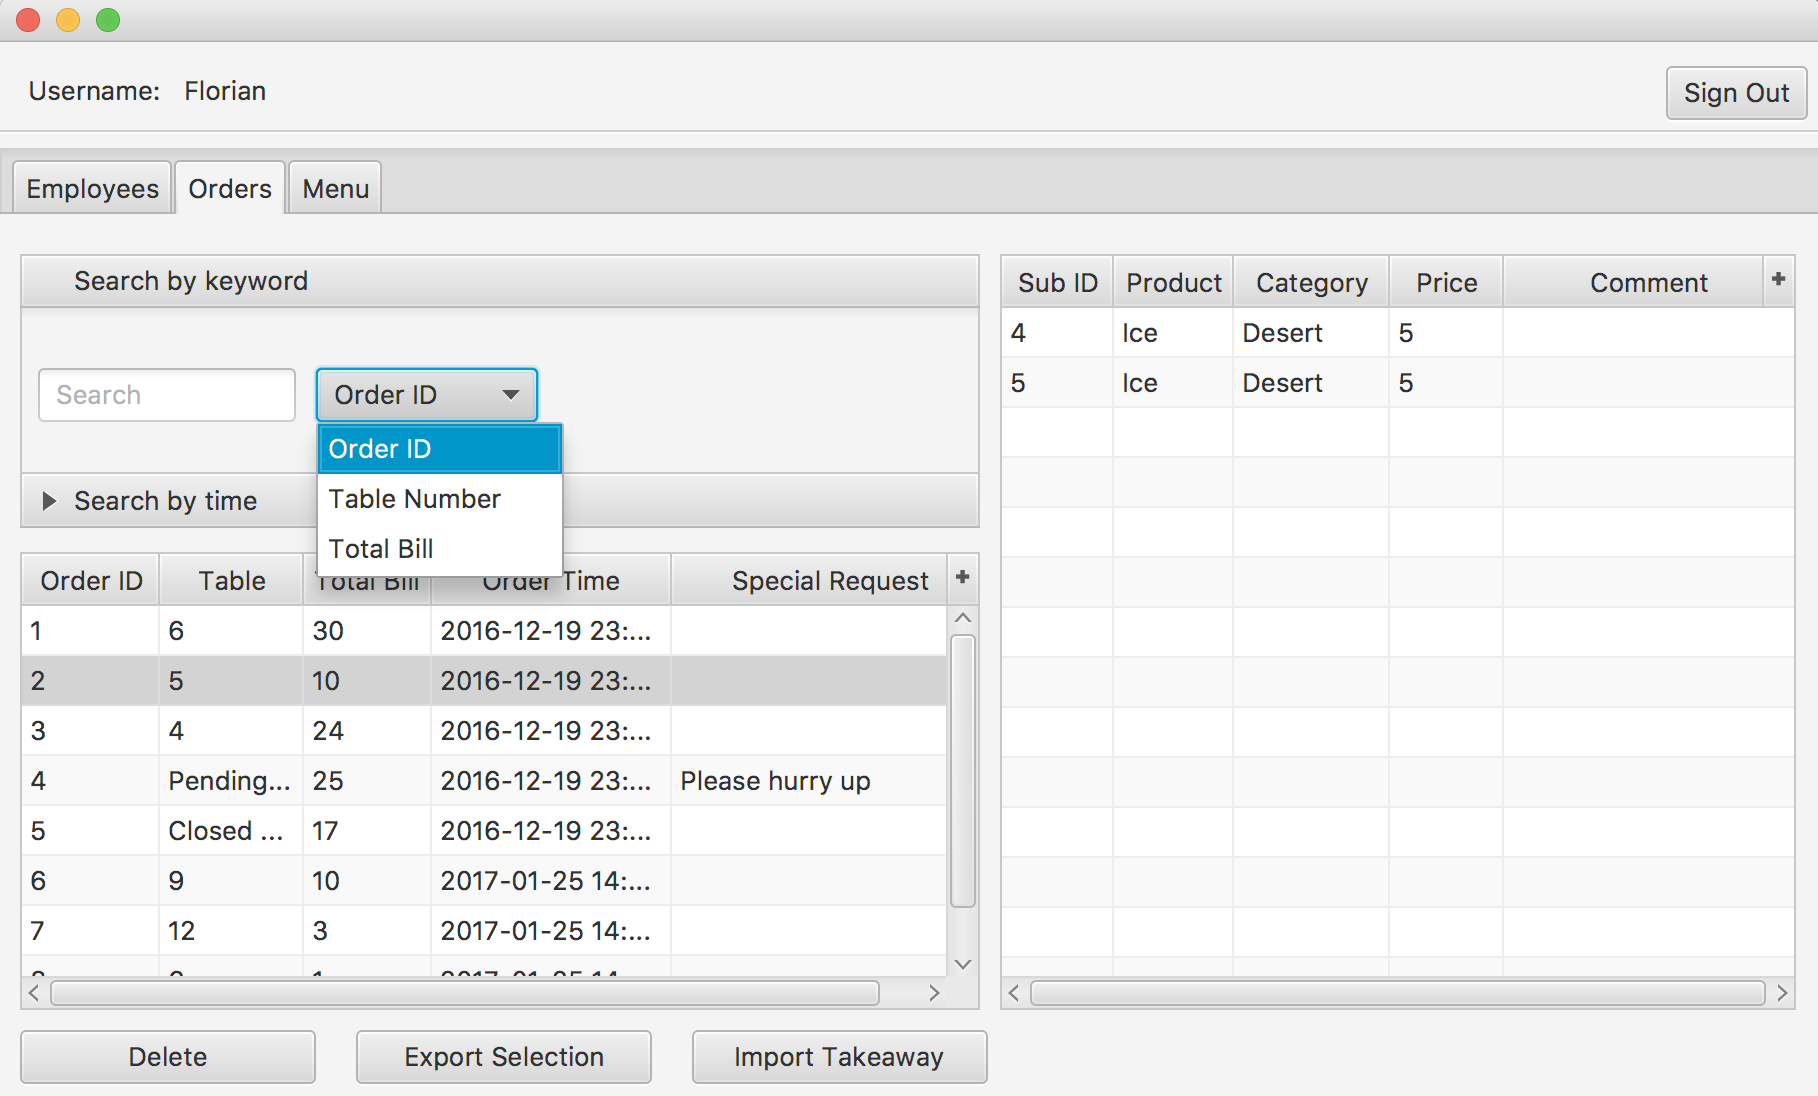 Username: Florian
Sign Out
Employees Orders Menu
Search by keyword
Search Order ID
Order ID
Table Number
Total Bill
Search by time
Order ID Table Total Bill Order Time Special Request +
1 6 30 2016-12-19 23:...
2 5 10 2016-12-19 23:...
3 4 24 2016-12-19 23:...
4 Pending... 25 2016-12-19 23:... Please hurry up
5 Closed ... 17 2016-12-19 23:...
6 9 10 2017-01-25 14:...
7 12 3 2017-01-25 14:...
Sub ID Product Category Price Comment +
4 Ice Desert 5
5 Ice Desert 5
Delete Export Selection Import Takeaway